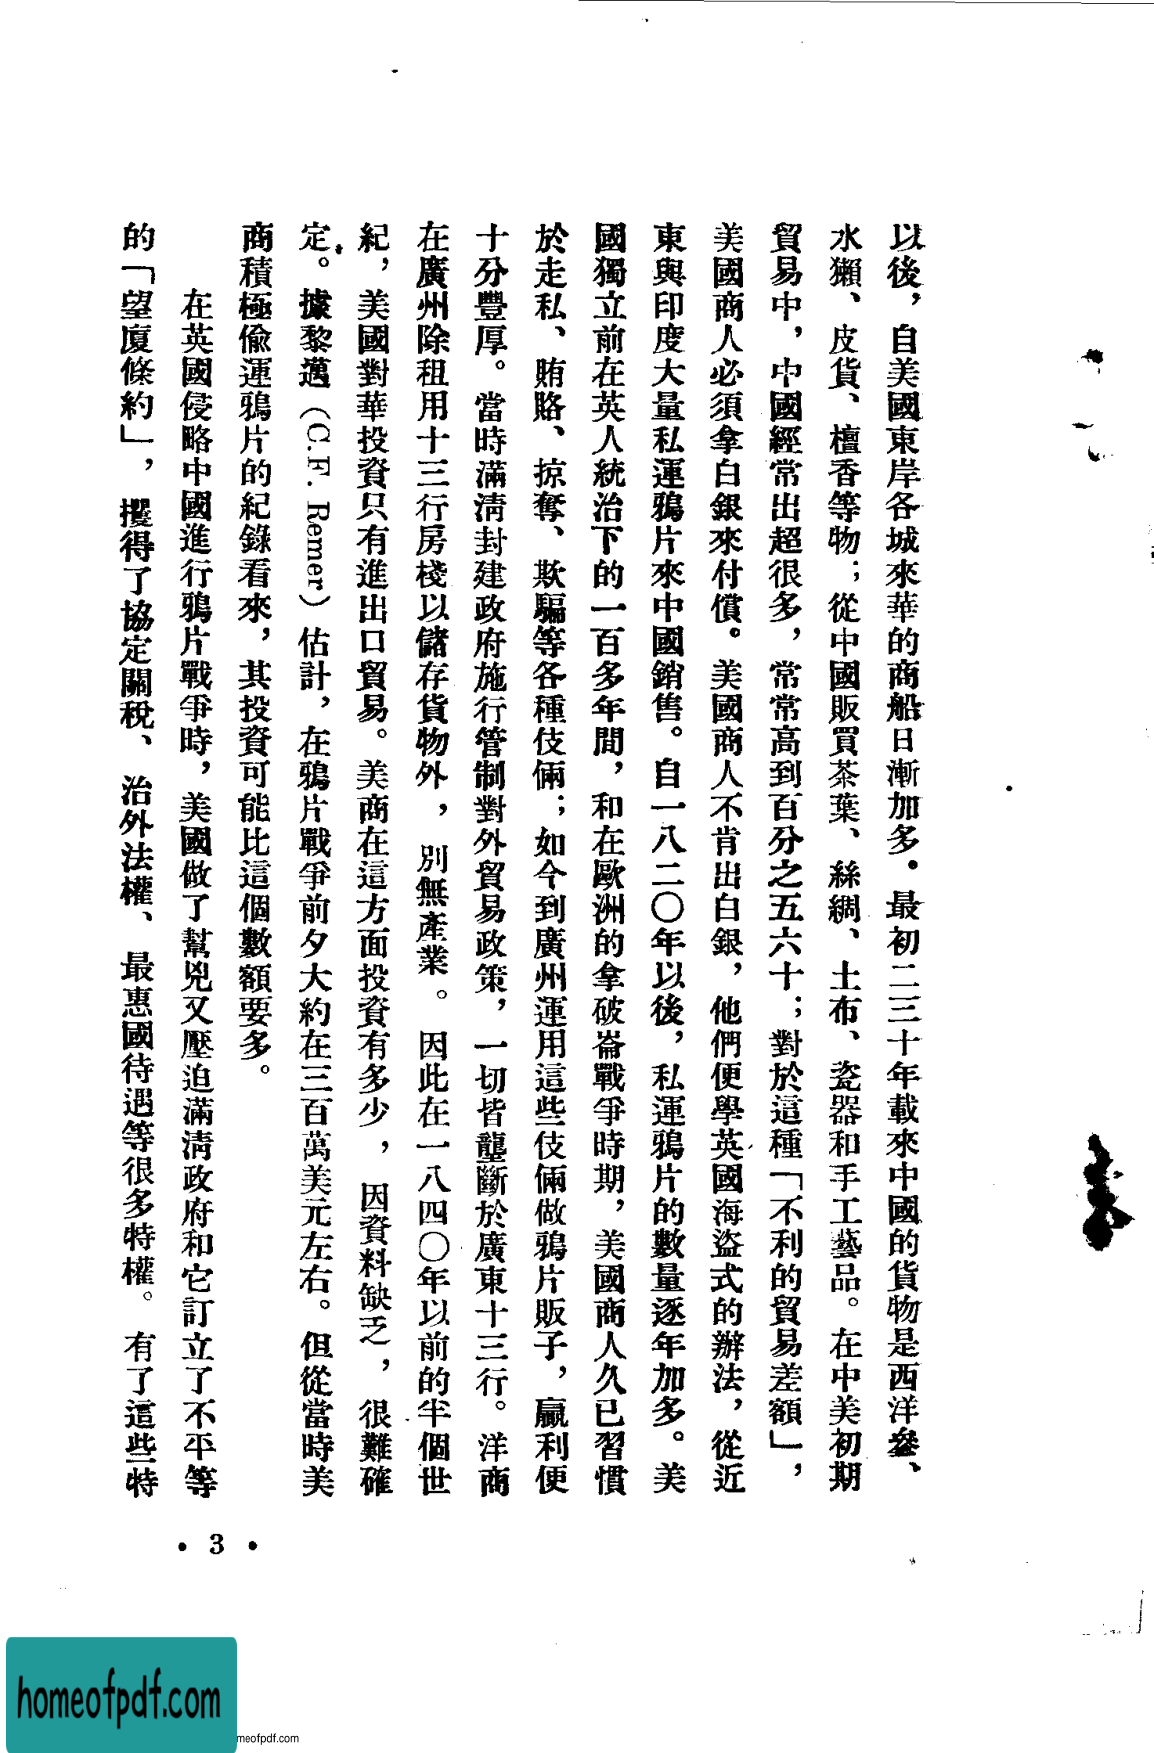 以後，自美國東岸各城來華的商船日漸加多。最初二三十年載來中國的貨物是西洋參、
水獺、皮貨、檀香等物；從中國販買茶葉、絲綢、土布、瓷器和手工藝品。在中美初期
貿易中，中國經常出超很多，常常高到百分之五六十；對於這種「不利的貿易差額」，
美國商人必須拿白銀來付償。美國商人不肯出白銀，他們便學英國海盜式的辦法，從近
東與印度大量私運鴉片來中國銷售。自一八二〇年以後，私運鴉片的數量逐年加多。美
國獨立前在英人統治下的一百多年間，和在歐洲的拿破崙戰爭時期，美國商人久已習慣
於走私、賄賂、掠奪、欺騙等各種伎倆；如今到廣州運用這些伎倆做鴉片販子，贏利便
十分豐厚。當時滿清封建政府施行管制對外貿易政策，一切皆壟斷於廣東十三行。洋商
在廣州除租用十三行房棧以儲存貨物外，別無產業。因此在一八四〇年以前的半個世
紀，美國對華投資只有進出口貿易。美商在這方面投資有多少，因資料缺乏，很難確
定。據黎邁（C.F. Remer）估計，在鴉片戰爭前夕大約在三百萬美元左右。但從當時美
商積極偷運鴉片的紀錄看來，其投資可能比這個數額要多。
在英國侵略中國進行鴉片戰爭時，美國做了幫兇又壓迫滿清政府和它訂立了不平等
的「望廈條約」，攫得了協定關稅、治外法權、最惠國待遇等很多特權。有了這些特
• 3 •
homeofpdf.com
meofpdf.com